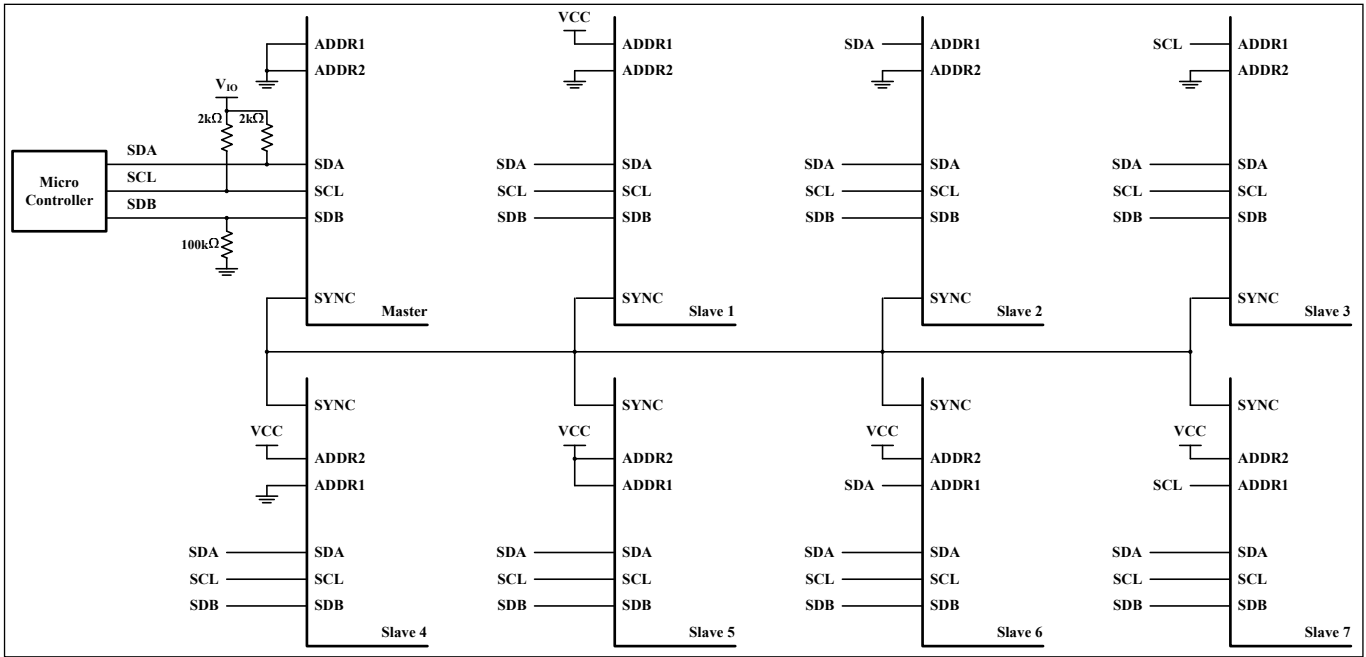 VCC
ADDR1 ADDR1 SDA ADDR1 SCL ADDR1
ADDR2 ADDR2 ADDR2 ADDR2
VIO
2kΩ 2kΩ
Micro
Controller
SDA SDA SDA SDA SDA SDA SDA SDA
SCL SCL SCL SCL SCL SCL SCL SCL
SDB SDB SDB SDB SDB SDB SDB SDB
100kΩ
SYNC SYNC SYNC SYNC
Master Slave 1 Slave 2 Slave 3
SYNC SYNC SYNC SYNC
VCC VCC VCC VCC
ADDR2 ADDR2 ADDR2 ADDR2
ADDR1 ADDR1 SDA ADDR1 SCL ADDR1
SDA SDA SDA SDA SDA SDA SDA SDA
SCL SCL SCL SCL SCL SCL SCL SCL
SDB SDB SDB SDB SDB SDB SDB SDB
Slave 4 Slave 5 Slave 6 Slave 7